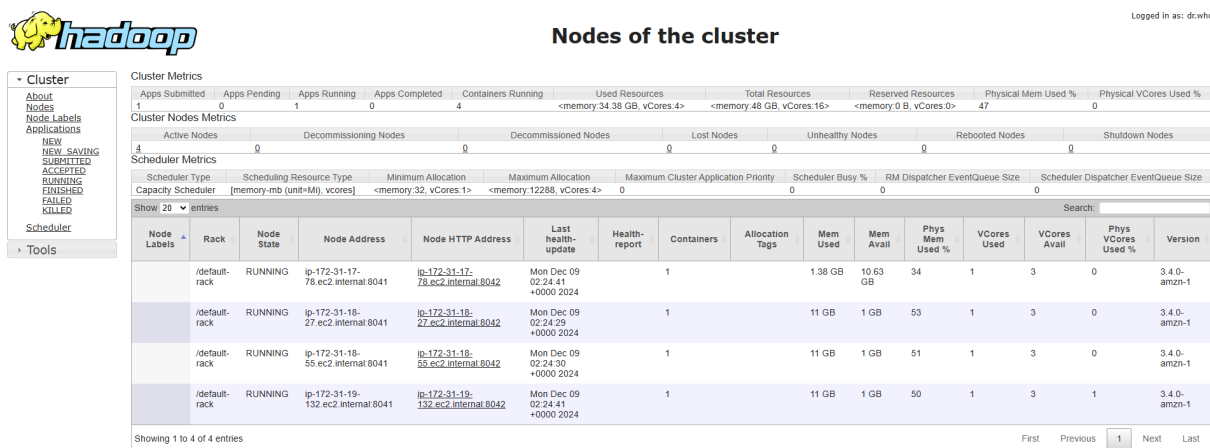 Logged in as: dr.who
hadoop
Nodes of the cluster
Cluster
About
Nodes
Node Labels
Applications
NEW
NEW_SAVING
SUBMITTED
ACCEPTED
RUNNING
FINISHED
FAILED
KILLED
Scheduler
Tools
Cluster Metrics
Apps Submitted Apps Pending Apps Running Apps Completed Containers Running Used Resources Total Resources Reserved Resources Physical Mem Used % Physical VCores Used %
1 0 1 0 4 <memory:34.38 GB, vCores:4> <memory:48 GB, vCores:16> <memory:0 B, vCores:0> 47 0
Cluster Nodes Metrics
Active Nodes Decommissioning Nodes Decommissioned Nodes Lost Nodes Unhealthy Nodes Rebooted Nodes Shutdown Nodes
4 0 0 0 0 0 0
Scheduler Metrics
Scheduler Type Scheduling Resource Type Minimum Allocation Maximum Allocation Maximum Cluster Application Priority Scheduler Busy % RM Dispatcher EventQueue Size Scheduler Dispatcher EventQueue Size
Capacity Scheduler [memory-mb (unit=Mi), vcores] <memory:32, vCores:1> <memory:12288, vCores:4> 0 0 0 0
Show 20 entries Search:
Node Labels Rack Node State Node Address Node HTTP Address Last health-update Health-report Containers Allocation Tags Mem Used Mem Avail Phys Mem Used % VCores Used VCores Avail Phys VCores Used % Version
/default-rack RUNNING ip-172-31-17-78.ec2.internal:8041 ip-172-31-17-78.ec2.internal:8042 Mon Dec 09 02:24:41 +0000 2024 1 1.38 GB 10.63 GB 34 1 3 0 3.4.0-amzn-1
/default-rack RUNNING ip-172-31-18-27.ec2.internal:8041 ip-172-31-18-27.ec2.internal:8042 Mon Dec 09 02:24:29 +0000 2024 1 11 GB 1 GB 53 1 3 0 3.4.0-amzn-1
/default-rack RUNNING ip-172-31-18-55.ec2.internal:8041 ip-172-31-18-55.ec2.internal:8042 Mon Dec 09 02:24:30 +0000 2024 1 11 GB 1 GB 51 1 3 0 3.4.0-amzn-1
/default-rack RUNNING ip-172-31-19-132.ec2.internal:8041 ip-172-31-19-132.ec2.internal:8042 Mon Dec 09 02:24:41 +0000 2024 1 11 GB 1 GB 50 1 3 1 3.4.0-amzn-1
Showing 1 to 4 of 4 entries First Previous 1 Next Last